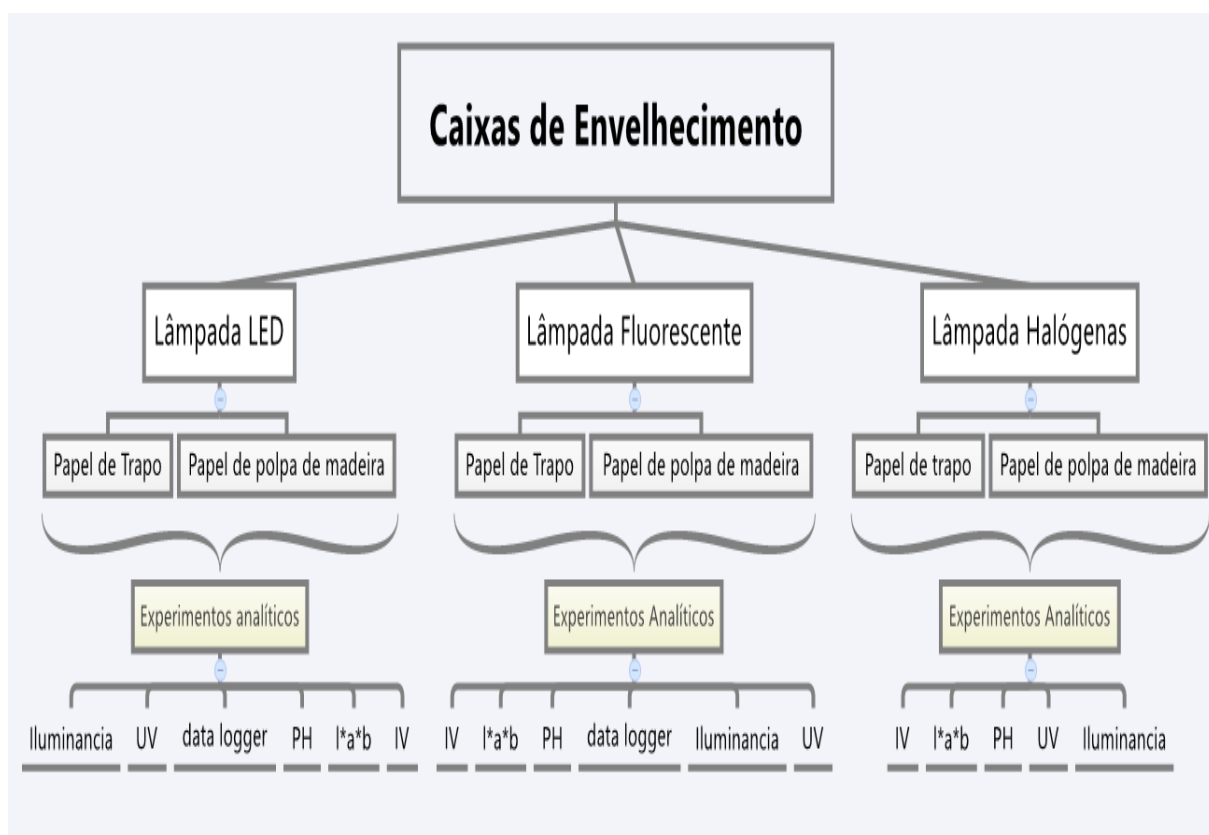 Caixas de Envelhecimento
Lâmpada LED
Lâmpada Fluorescente
Lâmpada Halógenas
Papel de Trapo
Papel de polpa de madeira
Papel de Trapo
Papel de polpa de madeira
Papel de trapo
Papel de polpa de madeira
Experimentos analíticos
Experimentos Analíticos
Experimentos Analíticos
Iluminancia
UV
data logger
PH
l*a*b
IV
IV
l*a*b
PH
data logger
Iluminancia
UV
IV
l*a*b
PH
UV
Iluminancia